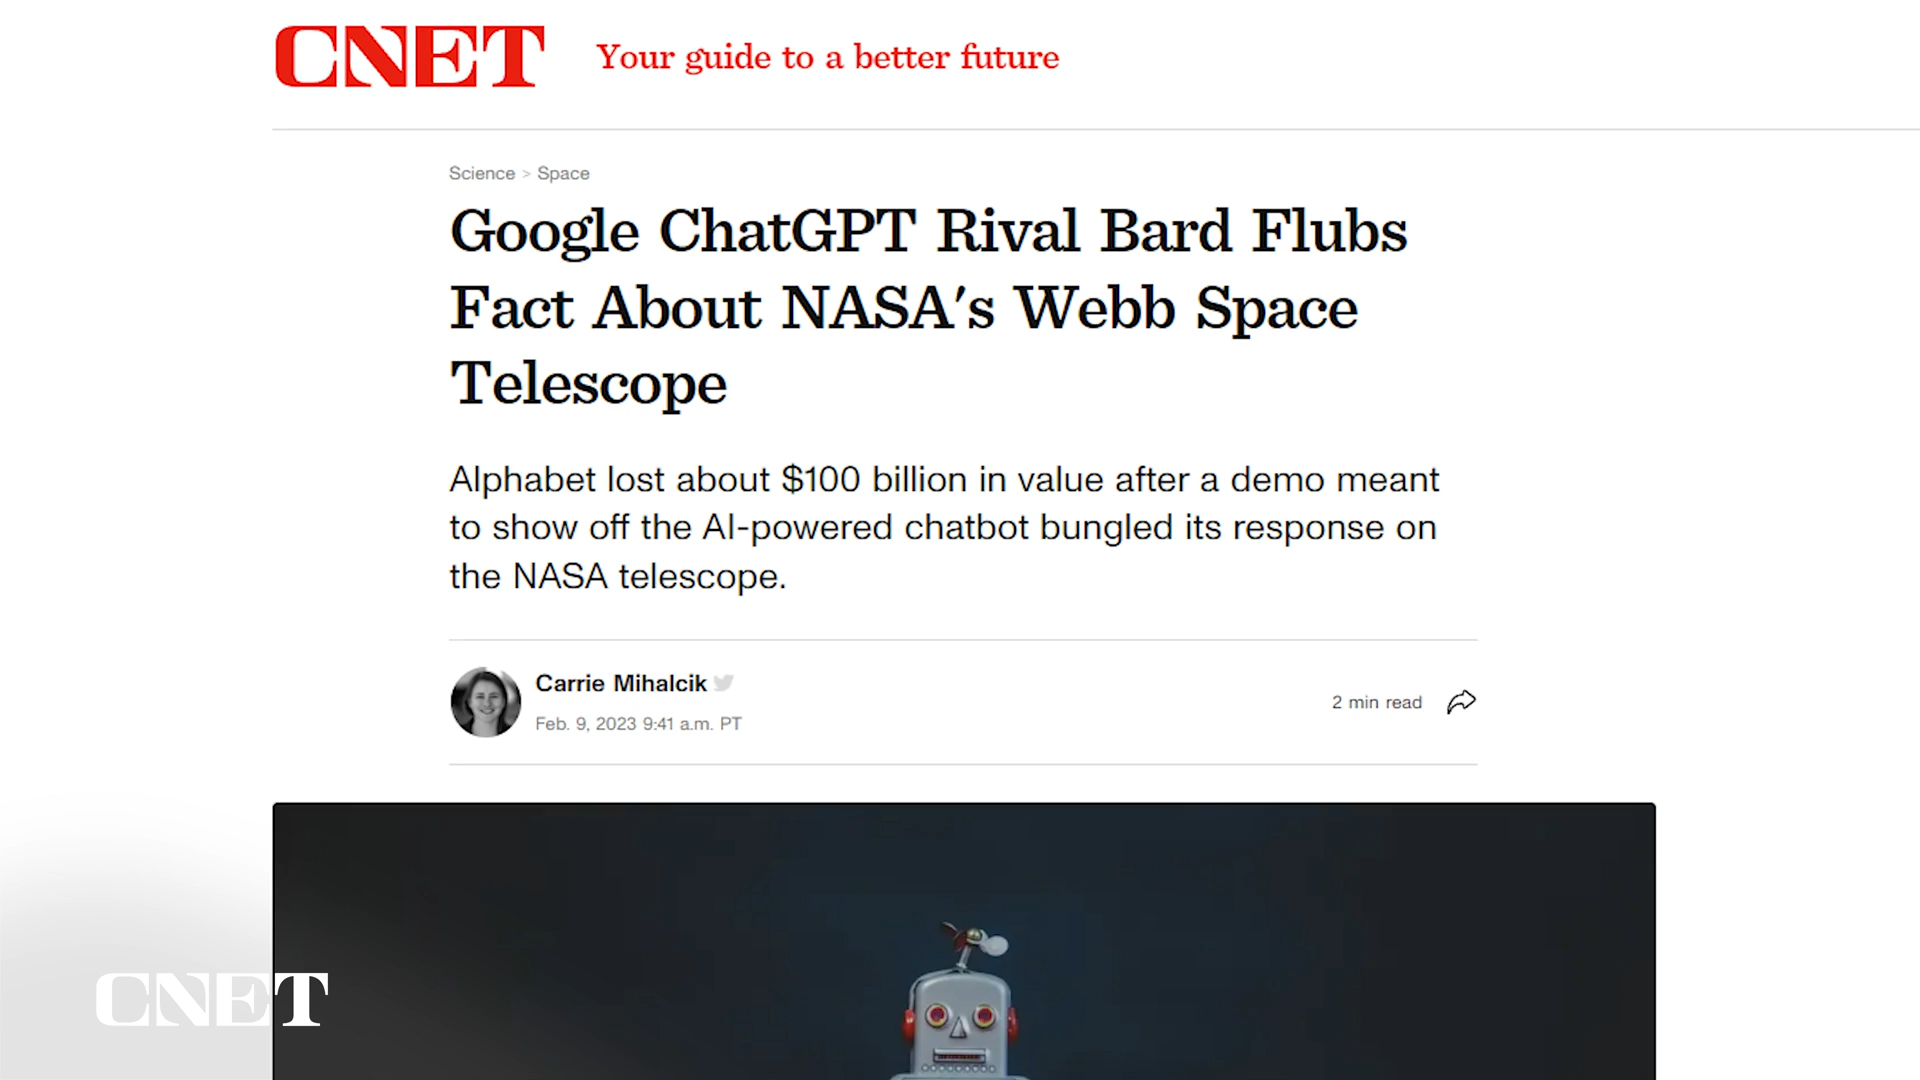 CNET Your guide to a better future
Science > Space
Google ChatGPT Rival Bard Flubs
Fact About NASA's Webb Space
Telescope
Alphabet lost about $100 billion in value after a demo meant
to show off the AI-powered chatbot bungled its response on
the NASA telescope.
Carrie Mihalcik
Feb. 9, 2023 9:41 a.m. PT
2 min read
CNET